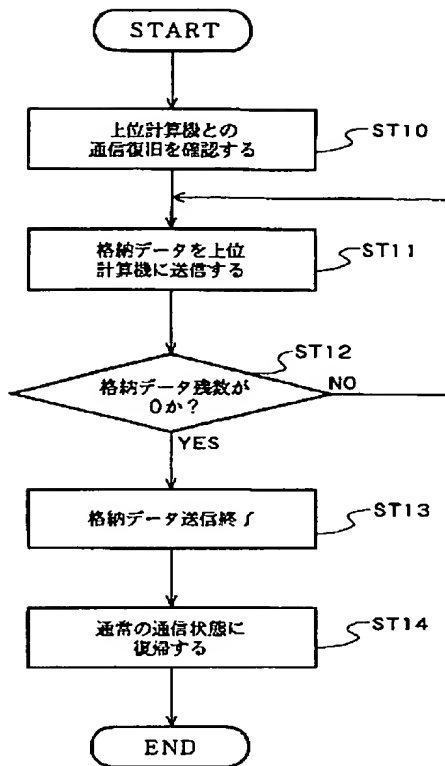 START
上位計算機との
通信復旧を確認する
ST10
格納データを上位
計算機に送信する
ST11
ST12
格納データ残数が
0か？
NO
YES
格納データ送信終了
ST13
通常の通信状態に
復帰する
ST14
END